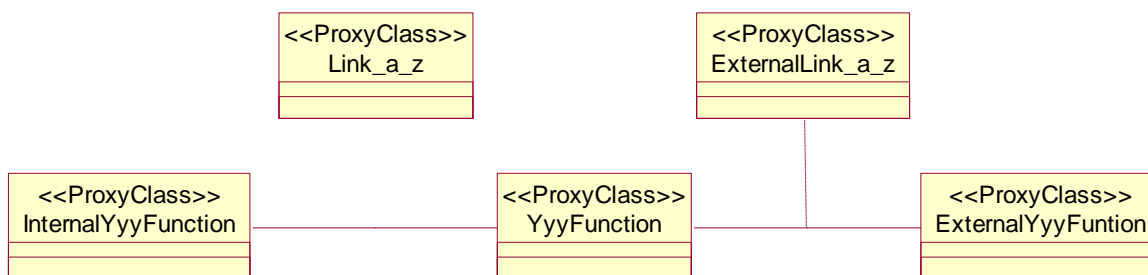 <<ProxyClass>>
Link_a_z
<<ProxyClass>>
ExternalLink_a_z
<<ProxyClass>>
InternalYyyFunction
<<ProxyClass>>
YyyFunction
<<ProxyClass>>
ExternalYyyFuntion